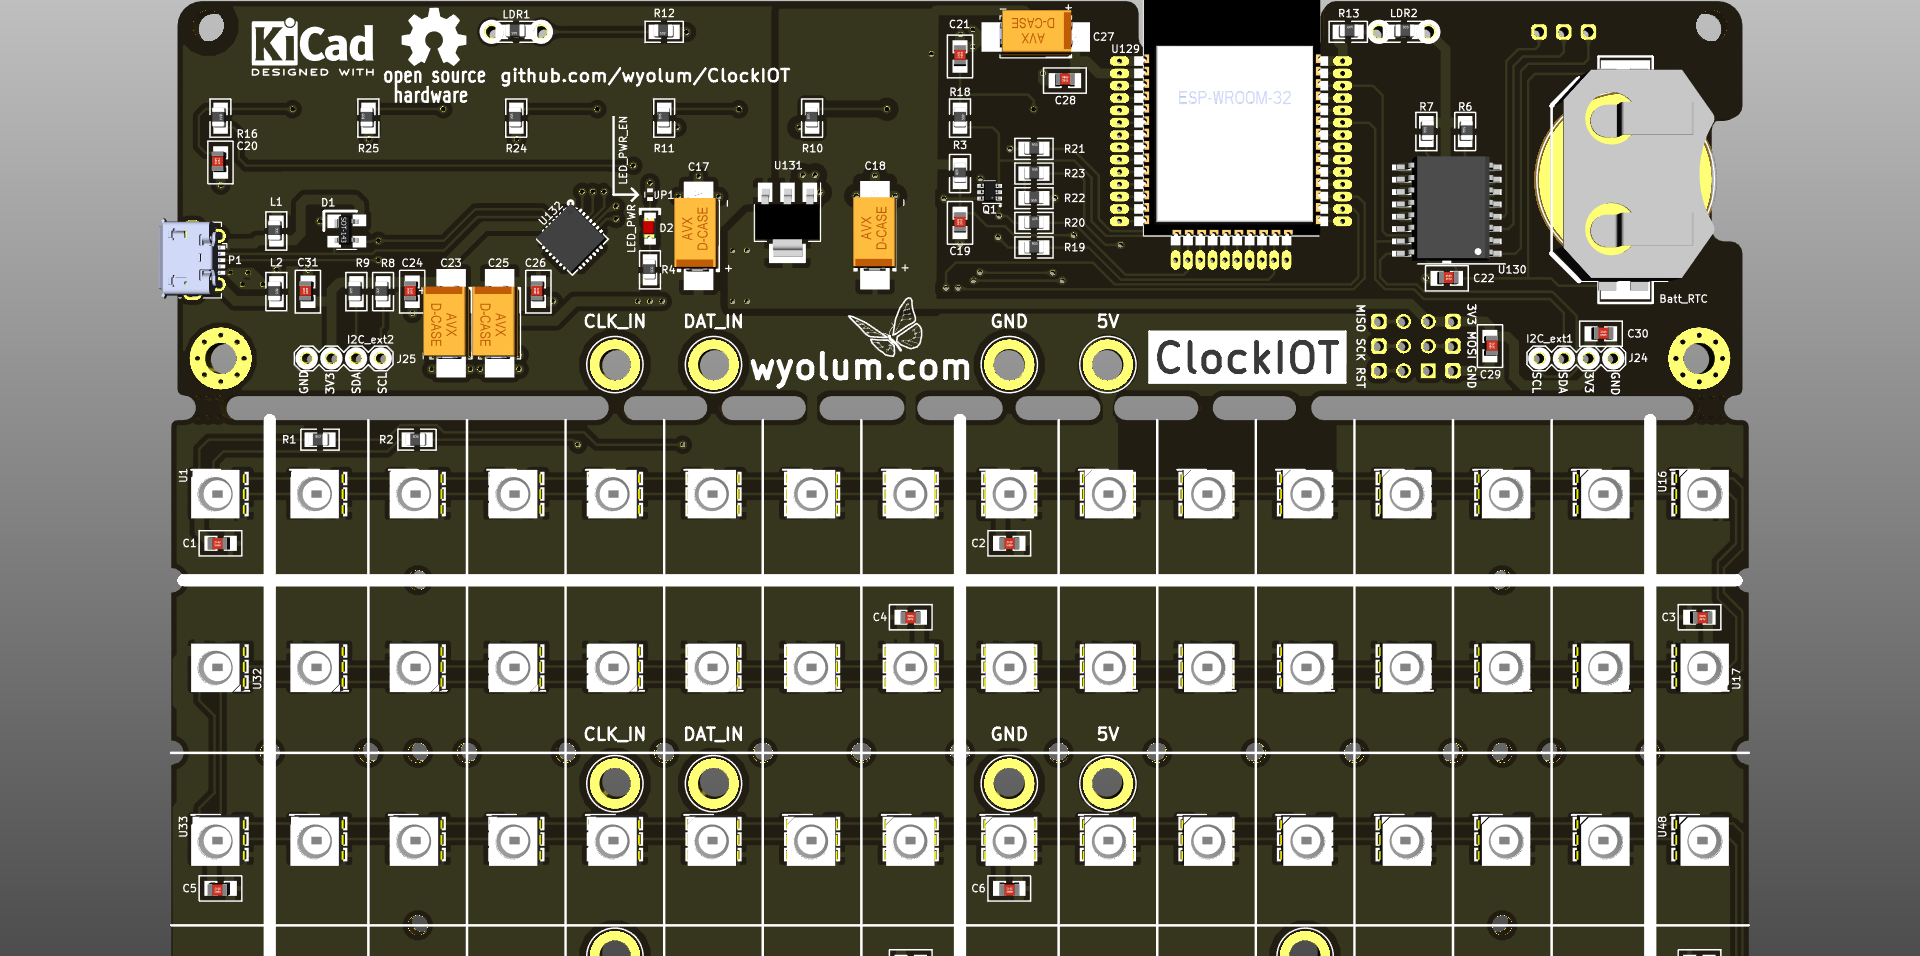 LDR1
R12
C21
AVX
D-CASE
C27
R13
LDR2
KiCad
DESIGNED WITH
open source
hardware
github.com/wyolum/ClockIOT
U129
C28
ESP-WROOM-32
R16
C20
R25
R24
R11
R10
LED_PWR_EN
R18
R3
R21
R23
R22
R20
R19
Q1
C19
R7
R6
C17
U131
C18
L1
D1
U132
JP1
LED_PWR
D2
R4
AVX
D-CASE
AVX
D-CASE
P1
L2
C31
R9
R8
C24
C23
C25
C26
AVX
D-CASE
AVX
D-CASE
U130
C22
Batt_RTC
I2C_ext2
J25
GND
3V3
SDA
SCL
CLK_IN
DAT_IN
wyolum.com
GND
5V
ClockIOT
MISO SCK RST
3V3 MOSI GND
C29
C30
I2C_ext1
J24
SCL
SDA
3V3
GND
R1
R2
U1
U16
C1
C2
C4
C3
U32
U17
CLK_IN
DAT_IN
GND
5V
U33
U48
C5
C6